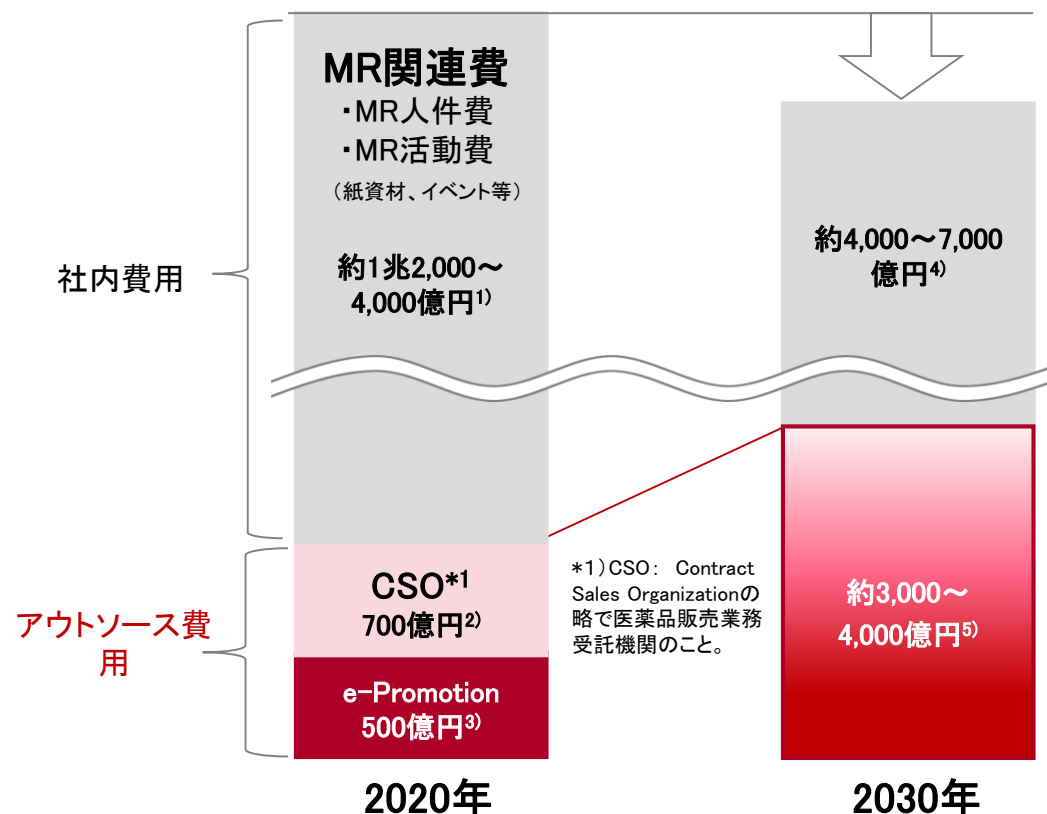 MR関連費
・MR人件費
・MR活動費
（紙資材、イベント等）
約1兆2,000～
4,000億円1)
社内費用
約4,000～7,000
億円4)
CSO*1
700億円2)
e-Promotion
500億円3)
アウトソース費
用
*1）CSO： Contract
Sales Organizationの
略で医薬品販売業務
受託機関のこと。
約3,000～
4,000億円5)
2020年
2030年